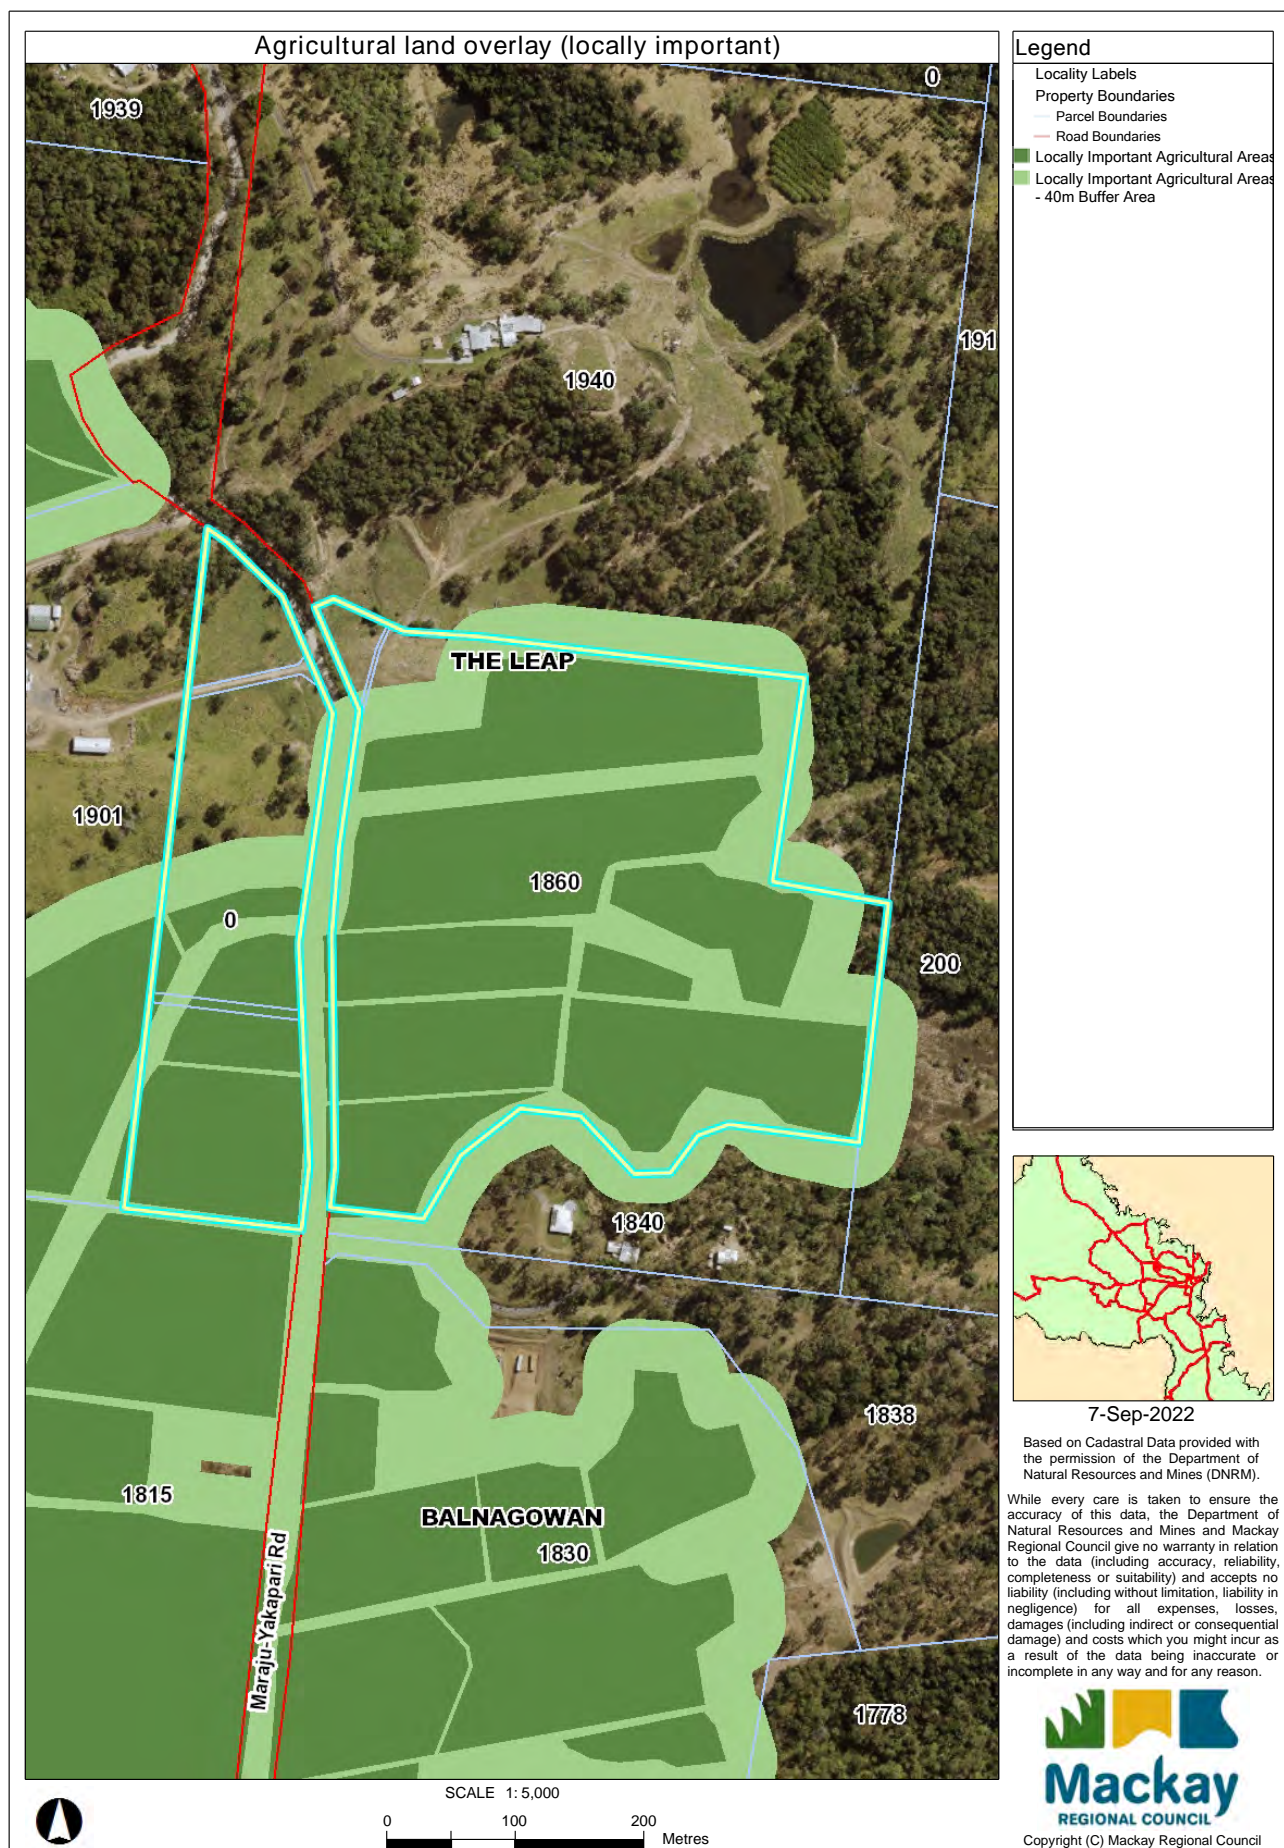 Agricultural land overlay (locally important)
Legend
Locality Labels
Property Boundaries
Parcel Boundaries
Road Boundaries
Locally Important Agricultural Areas
Locally Important Agricultural Areas
- 40m Buffer Area
0
1939
191
1940
THE LEAP
1901
1860
0
200
1840
1838
1815
BALNAGOWAN
1830
Maraju-Yakapari Rd
1778
7-Sep-2022
Based on Cadastral Data provided with
the permission of the Department of
Natural Resources and Mines (DNRM).
While every care is taken to ensure the
accuracy of this data, the Department of
Natural Resources and Mines and Mackay
Regional Council give no warranty in relation
to the data (including accuracy, reliability,
completeness or suitability) and accepts no
liability (including without limitation, liability in
negligence) for all expenses, losses,
damages (including indirect or consequential
damage) and costs which you might incur as
a result of the data being inaccurate or
incomplete in any way and for any reason.
Mackay
REGIONAL COUNCIL
Copyright (C) Mackay Regional Council
SCALE 1: 5,000
0 100 200
Metres